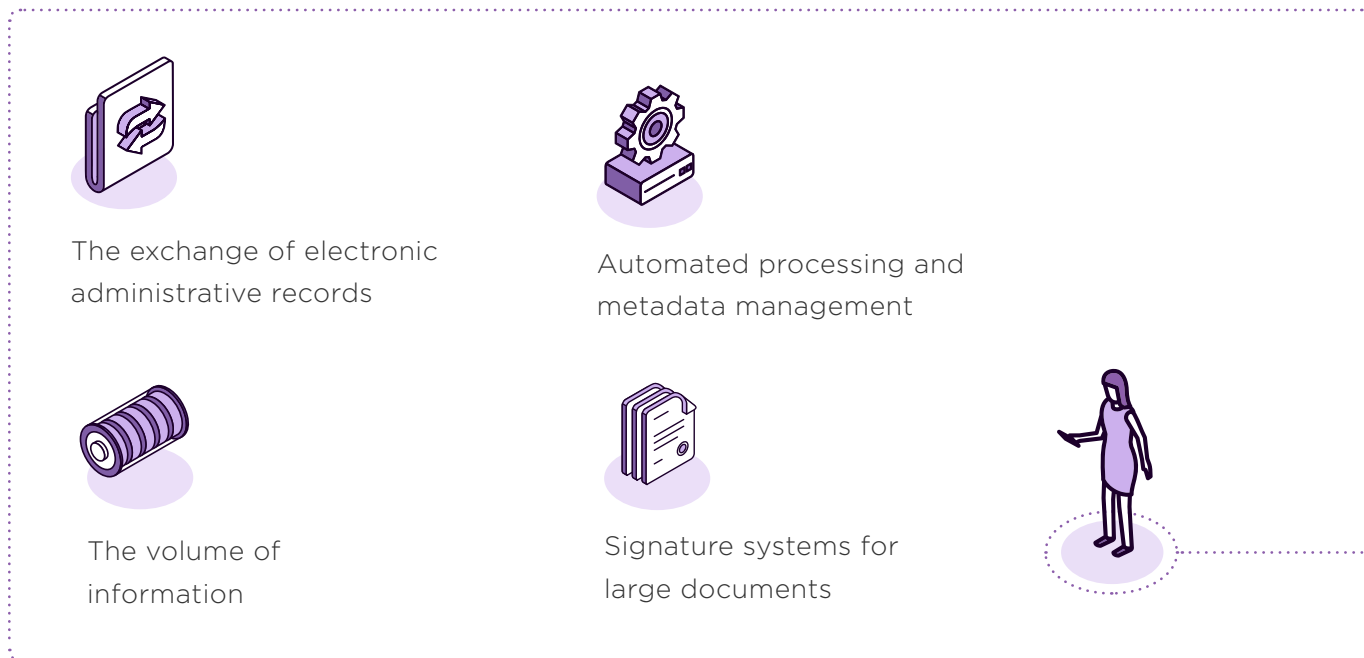 The exchange of electronic
administrative records
Automated processing and
metadata management
The volume of
information
Signature systems for
large documents